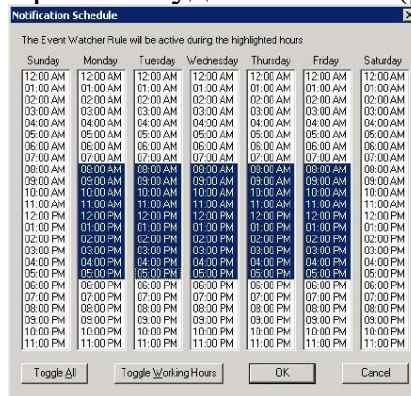 Notification Schedule
The Event Watcher Rule will be active during the highlighted hours
Sunday Monday Tuesday Wednesday Thursday Friday Saturday
12:00 AM 12:00 AM 12:00 AM 12:00 AM 12:00 AM 12:00 AM 12:00 AM
01:00 AM 01:00 AM 01:00 AM 01:00 AM 01:00 AM 01:00 AM 01:00 AM
02:00 AM 02:00 AM 02:00 AM 02:00 AM 02:00 AM 02:00 AM 02:00 AM
03:00 AM 03:00 AM 03:00 AM 03:00 AM 03:00 AM 03:00 AM 03:00 AM
04:00 AM 04:00 AM 04:00 AM 04:00 AM 04:00 AM 04:00 AM 04:00 AM
05:00 AM 05:00 AM 05:00 AM 05:00 AM 05:00 AM 05:00 AM 05:00 AM
06:00 AM 06:00 AM 06:00 AM 06:00 AM 06:00 AM 06:00 AM 06:00 AM
07:00 AM 07:00 AM 07:00 AM 07:00 AM 07:00 AM 07:00 AM 07:00 AM
08:00 AM 08:00 AM 08:00 AM 08:00 AM 08:00 AM 08:00 AM 08:00 AM
09:00 AM 09:00 AM 09:00 AM 09:00 AM 09:00 AM 09:00 AM 09:00 AM
10:00 AM 10:00 AM 10:00 AM 10:00 AM 10:00 AM 10:00 AM 10:00 AM
11:00 AM 11:00 AM 11:00 AM 11:00 AM 11:00 AM 11:00 AM 11:00 AM
12:00 PM 12:00 PM 12:00 PM 12:00 PM 12:00 PM 12:00 PM 12:00 PM
01:00 PM 01:00 PM 01:00 PM 01:00 PM 01:00 PM 01:00 PM 01:00 PM
02:00 PM 02:00 PM 02:00 PM 02:00 PM 02:00 PM 02:00 PM 02:00 PM
03:00 PM 03:00 PM 03:00 PM 03:00 PM 03:00 PM 03:00 PM 03:00 PM
04:00 PM 04:00 PM 04:00 PM 04:00 PM 04:00 PM 04:00 PM 04:00 PM
05:00 PM 05:00 PM 05:00 PM 05:00 PM 05:00 PM 05:00 PM 05:00 PM
06:00 PM 06:00 PM 06:00 PM 06:00 PM 06:00 PM 06:00 PM 06:00 PM
07:00 PM 07:00 PM 07:00 PM 07:00 PM 07:00 PM 07:00 PM 07:00 PM
08:00 PM 08:00 PM 08:00 PM 08:00 PM 08:00 PM 08:00 PM 08:00 PM
09:00 PM 09:00 PM 09:00 PM 09:00 PM 09:00 PM 09:00 PM 09:00 PM
10:00 PM 10:00 PM 10:00 PM 10:00 PM 10:00 PM 10:00 PM 10:00 PM
11:00 PM 11:00 PM 11:00 PM 11:00 PM 11:00 PM 11:00 PM 11:00 PM
Toggle All Toggle Working Hours OK Cancel